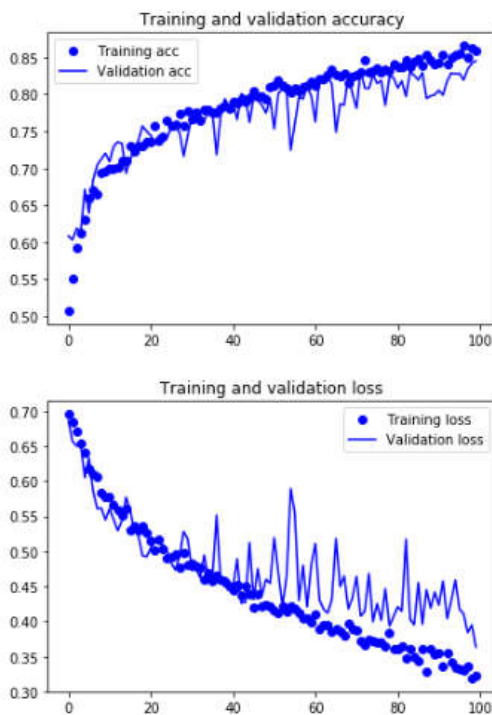 Training and validation accuracy
Training acc
Validation acc
0.85
0.80
0.75
0.70
0.65
0.60
0.55
0.50
0 20 40 60 80 100
Training and validation loss
Training loss
Validation loss
0.70
0.65
0.60
0.55
0.50
0.45
0.40
0.35
0.30
0 20 40 60 80 100